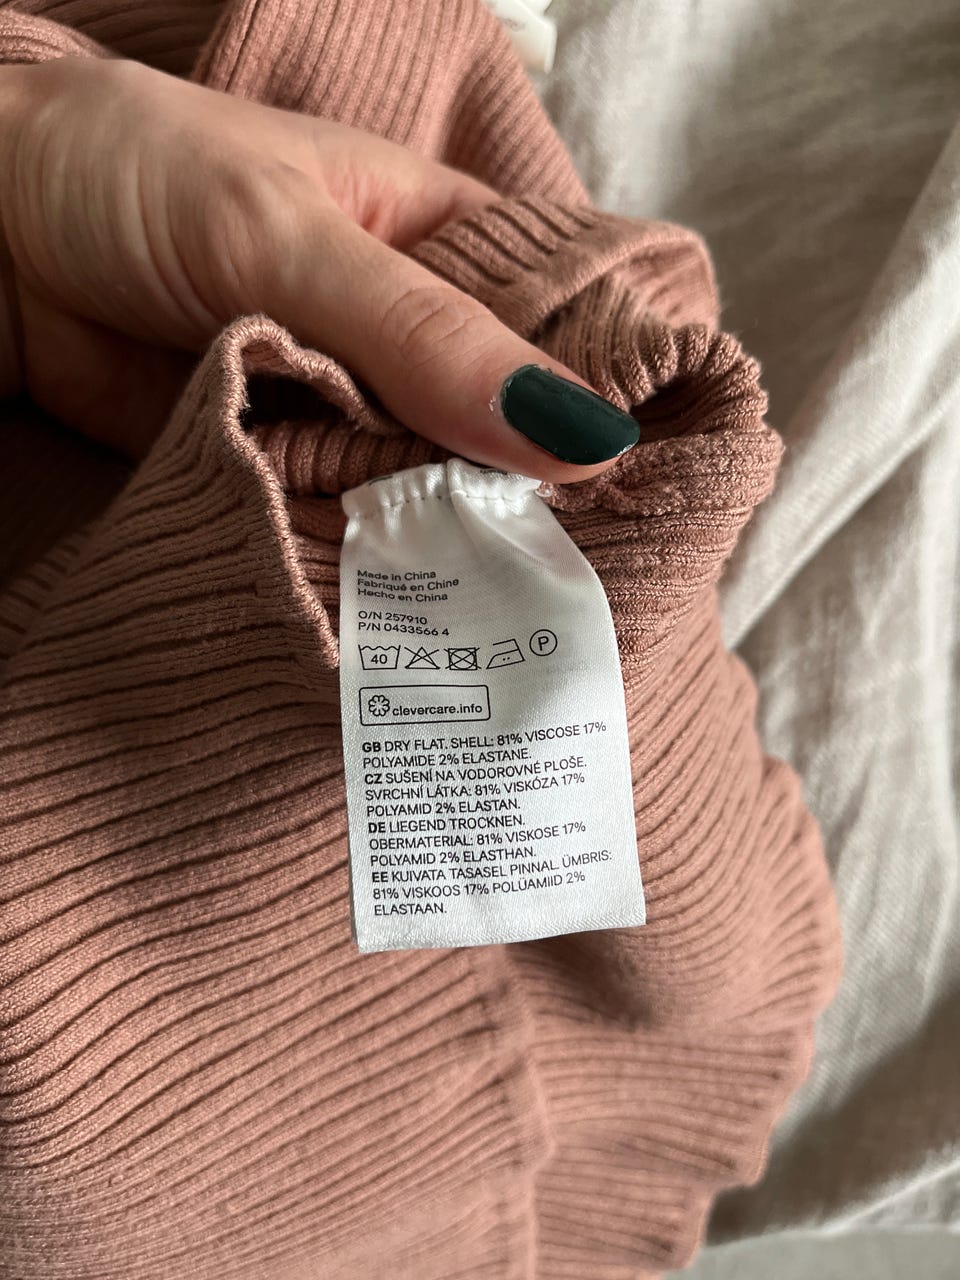 Made in China
Fabriqué en Chine
Hecho en China
O/N 257910
P/N 0433566 4
40 P
clevercare.info
GB DRY FLAT. SHELL: 81% VISCOSE 17%
POLYAMIDE 2% ELASTANE.
CZ SUŠENÍ NA VODOROVNÉ PLOŠE.
SVRCHNÍ LÁTKA: 81% VISKÓZA 17%
POLYAMID 2% ELASTAN.
DE LIEGEND TROCKNEN.
OBERMATERIAL: 81% VISKOSE 17%
POLYAMID 2% ELASTHAN.
EE KUIVATA TASASEL PINNAL. ÜMBRIS:
81% VISKOOS 17% POLÜAMIID 2%
ELASTAAN.